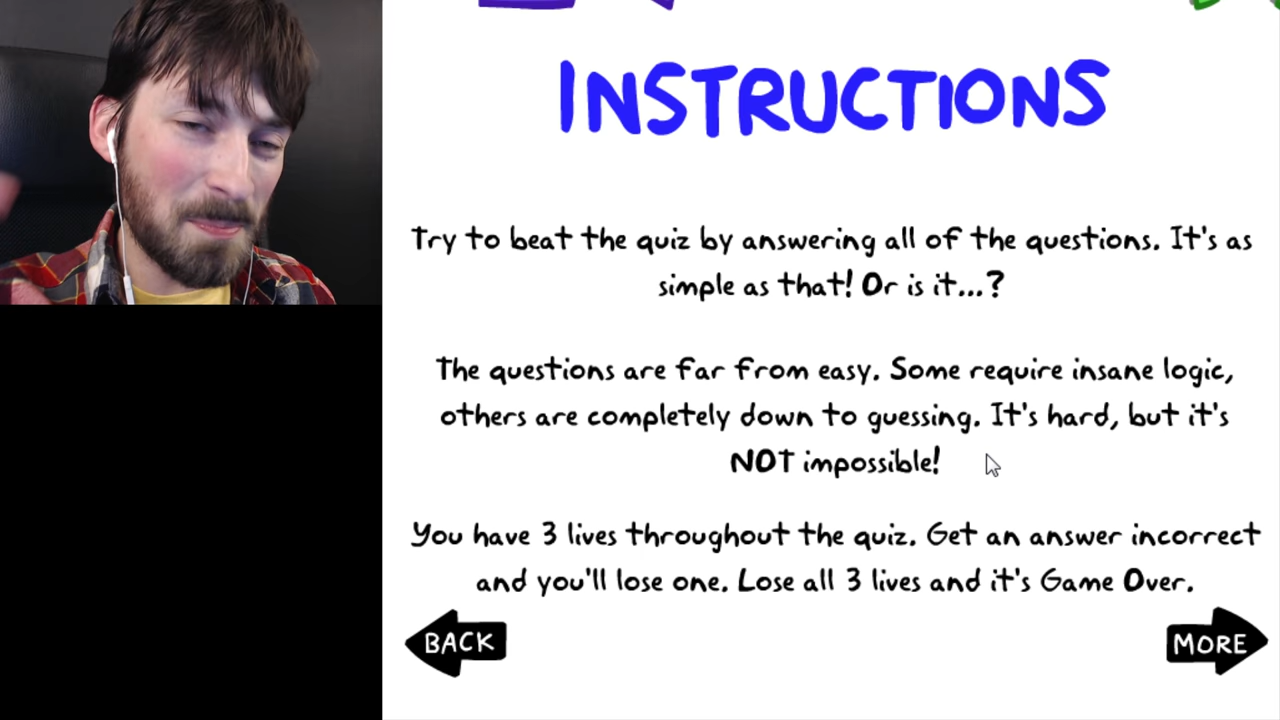 INSTRUCTIONS
Try to beat the quiz by answering all of the questions. It's as
simple as that! Or is it...?
The questions are far from easy. Some require insane logic,
others are completely down to guessing. It's hard, but it's
NOT impossible!
You have 3 lives throughout the quiz. Get an answer incorrect
and you'll lose one. Lose all 3 lives and it's Game Over.
BACK
MORE